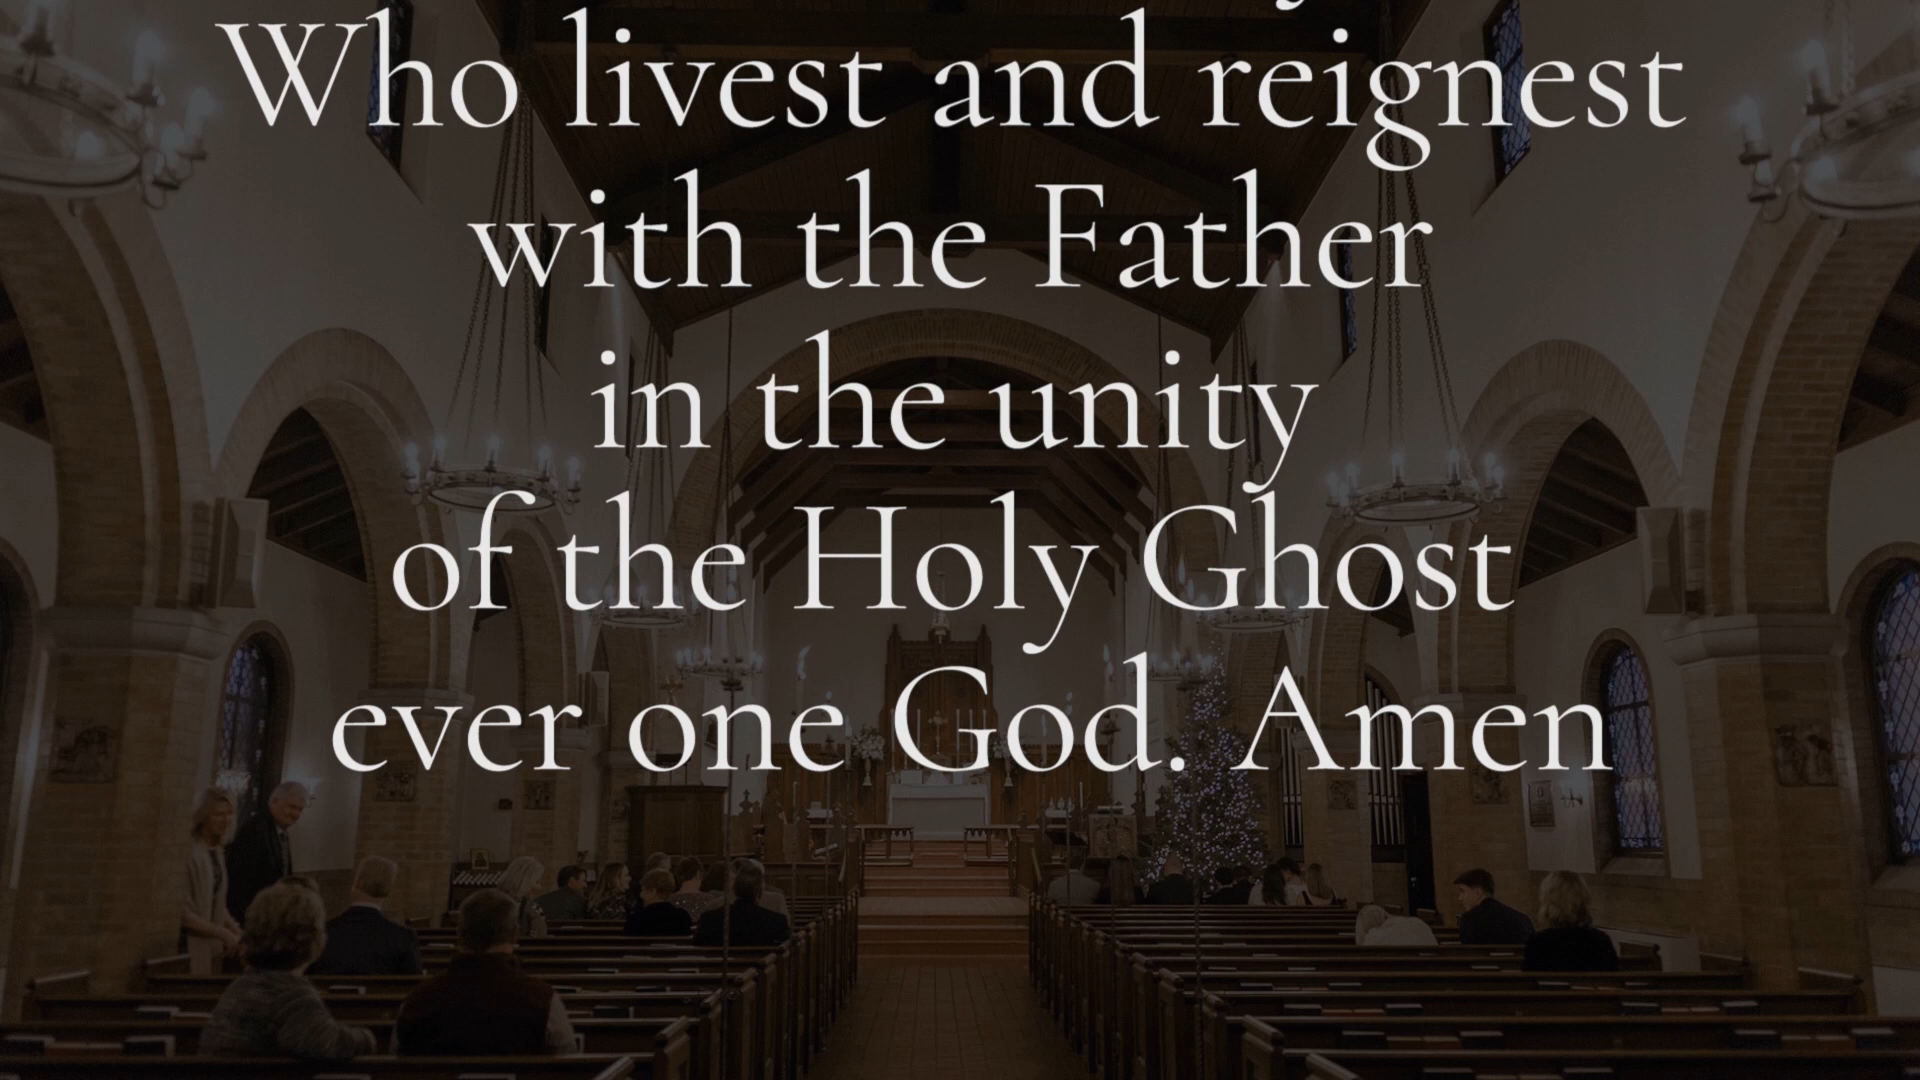 Who livest and reignest
with the Father
in the unity
of the Holy Ghost
ever one God. Amen